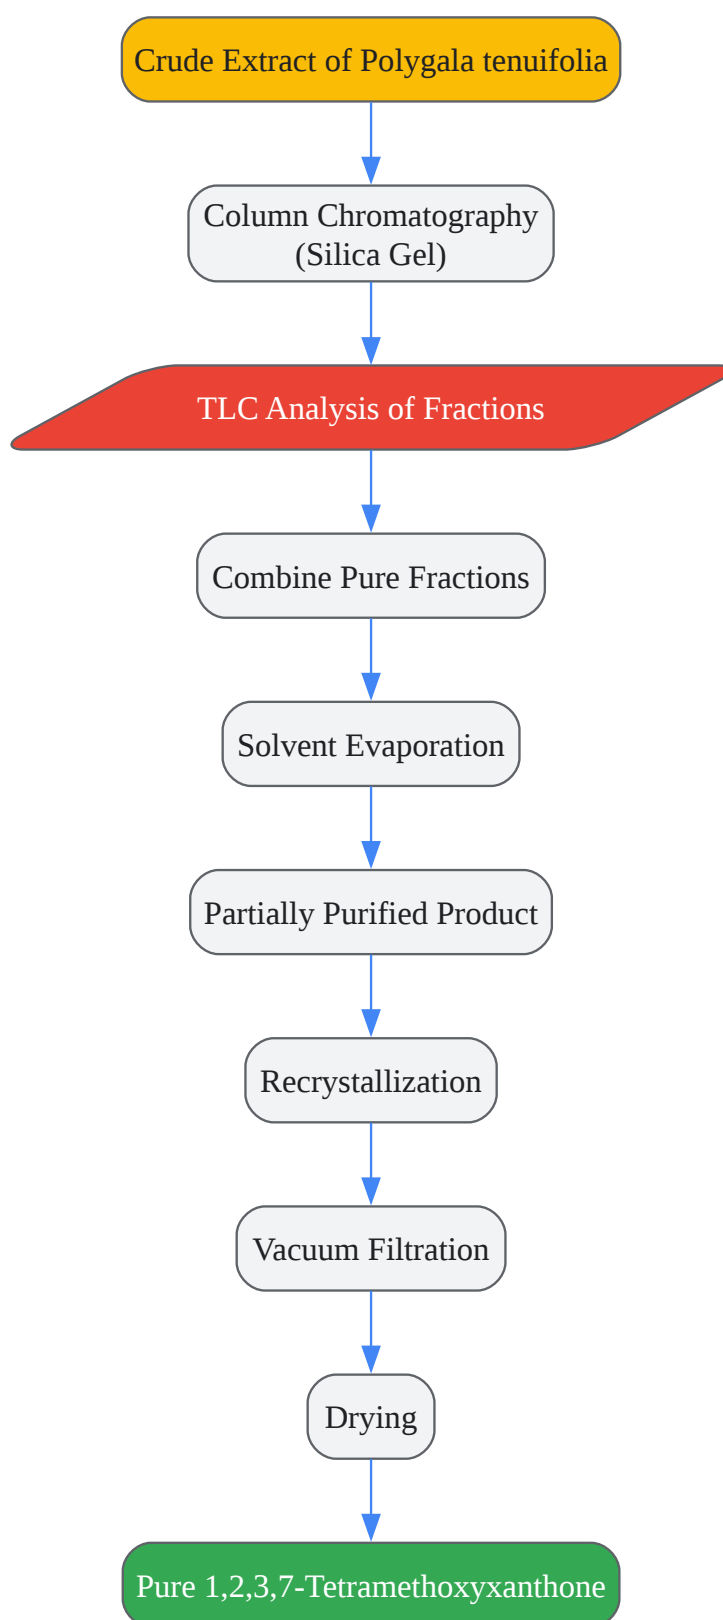 Crude Extract of Polygala tenuifolia
Column Chromatography
(Silica Gel)
TLC Analysis of Fractions
Combine Pure Fractions
Solvent Evaporation
Partially Purified Product
Recrystallization
Vacuum Filtration
Drying
Pure 1,2,3,7-Tetramethoxyxanthone